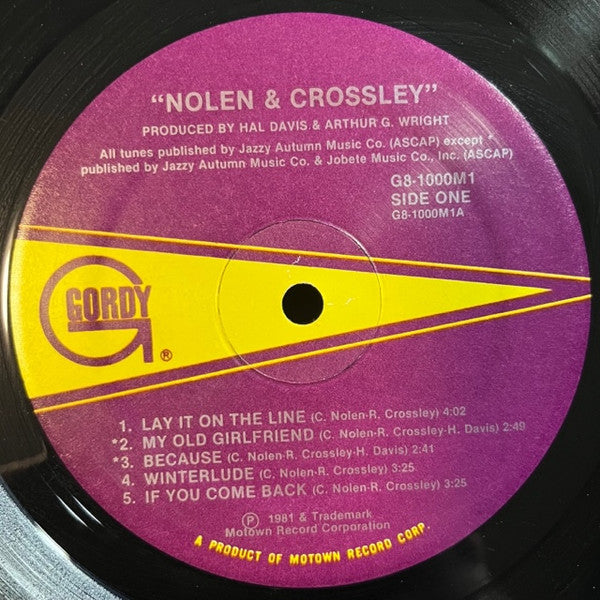 "NOLEN & CROSSLEY"
PRODUCED BY HAL DAVIS & ARTHUR G. WRIGHT
All tunes published by Jazzy Autumn Music Co. (ASCAP) except *
published by Jazzy Autumn Music Co. & Jobete Music Co., Inc. (ASCAP)
G8-1000M1
SIDE ONE
G8-1000M1A
GORDY
®
1. LAY IT ON THE LINE (C. Nolen-R. Crossley) 4:02
*2. MY OLD GIRLFRIEND (C. Nolen-R. Crossley-H. Davis) 2:49
*3. BECAUSE (C. Nolen-R. Crossley-H. Davis) 2:41
4. WINTERLUDE (C. Nolen-R. Crossley) 3:25
5. IF YOU COME BACK (C. Nolen-R. Crossley) 3:25
℗ 1981 & Trademark
Motown Record Corporation
A PRODUCT OF MOTOWN RECORD CORP.